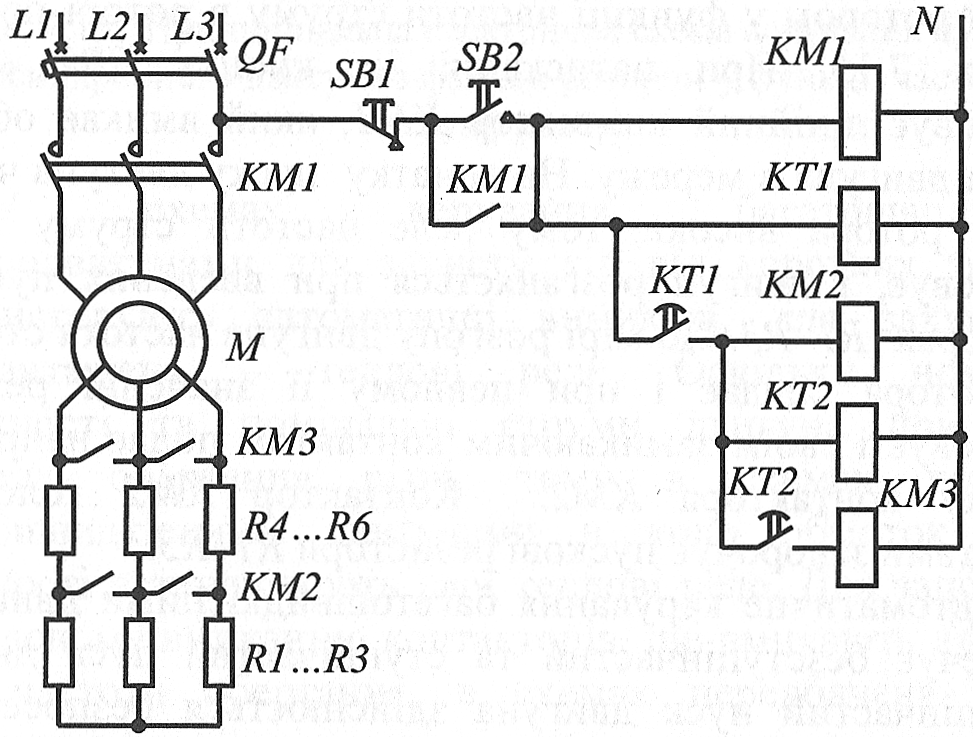 L1 L2 L3 QF SB1 SB2 KM1 N
KM1 KM1 KT1
KT1 KM2
M
KT2
KM3
KT2 KM3
R4...R6
KM2
R1...R3